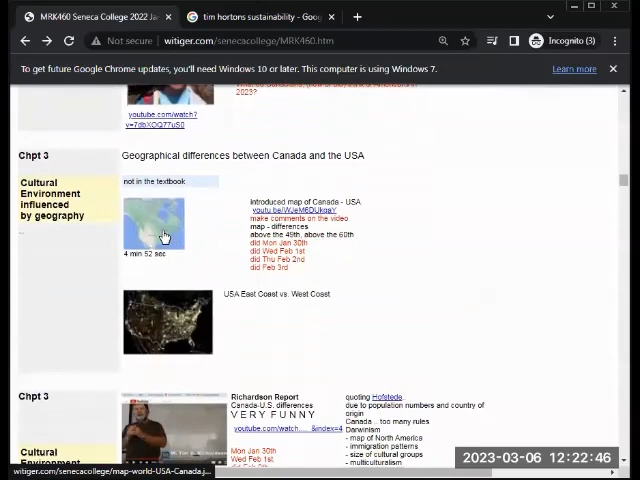 MRK460 Seneca College 2022 Ja
tim hortons sustainability - Goog
Not secure
witiger.com/senecacollege/MRK460.htm
Incognito (3)
To get future Google Chrome updates, you'll need Windows 10 or later. This computer is using Windows 7.
Learn more
2023?
youtube.com/watch?
v=7dbXOQ77uS0
Chpt 3
Geographical differences between Canada and the USA
Cultural
Environment
influenced
by geography
not in the textbook
...
4 min 52 sec
introduced map of Canada - USA
youtu.be/WJeM6DUkqaY
make comments on the video
map - differences
above the 49th, above the 60th
did Mon Jan 30th
did Wed Feb 1st
did Thu Feb 2nd
did Feb 3rd
USA East Coast vs. West Coast
Chpt 3
Cultural
Richardson Report
Canada-U.S. differences
V E R Y F U N N Y
youtube.com/watch.... &index=4
Mon Jan 30th
Wed Feb 1st
quoting Hofstede.
due to population numbers and country of
origin
Canada .. too many rules
Darwinism
- map of North America
- immigration patterns
- size of cultural groups
- multiculturalism
witiger.com/senecacollege/map-world-USA-Canada.j...
2023-03-06 12:22:46